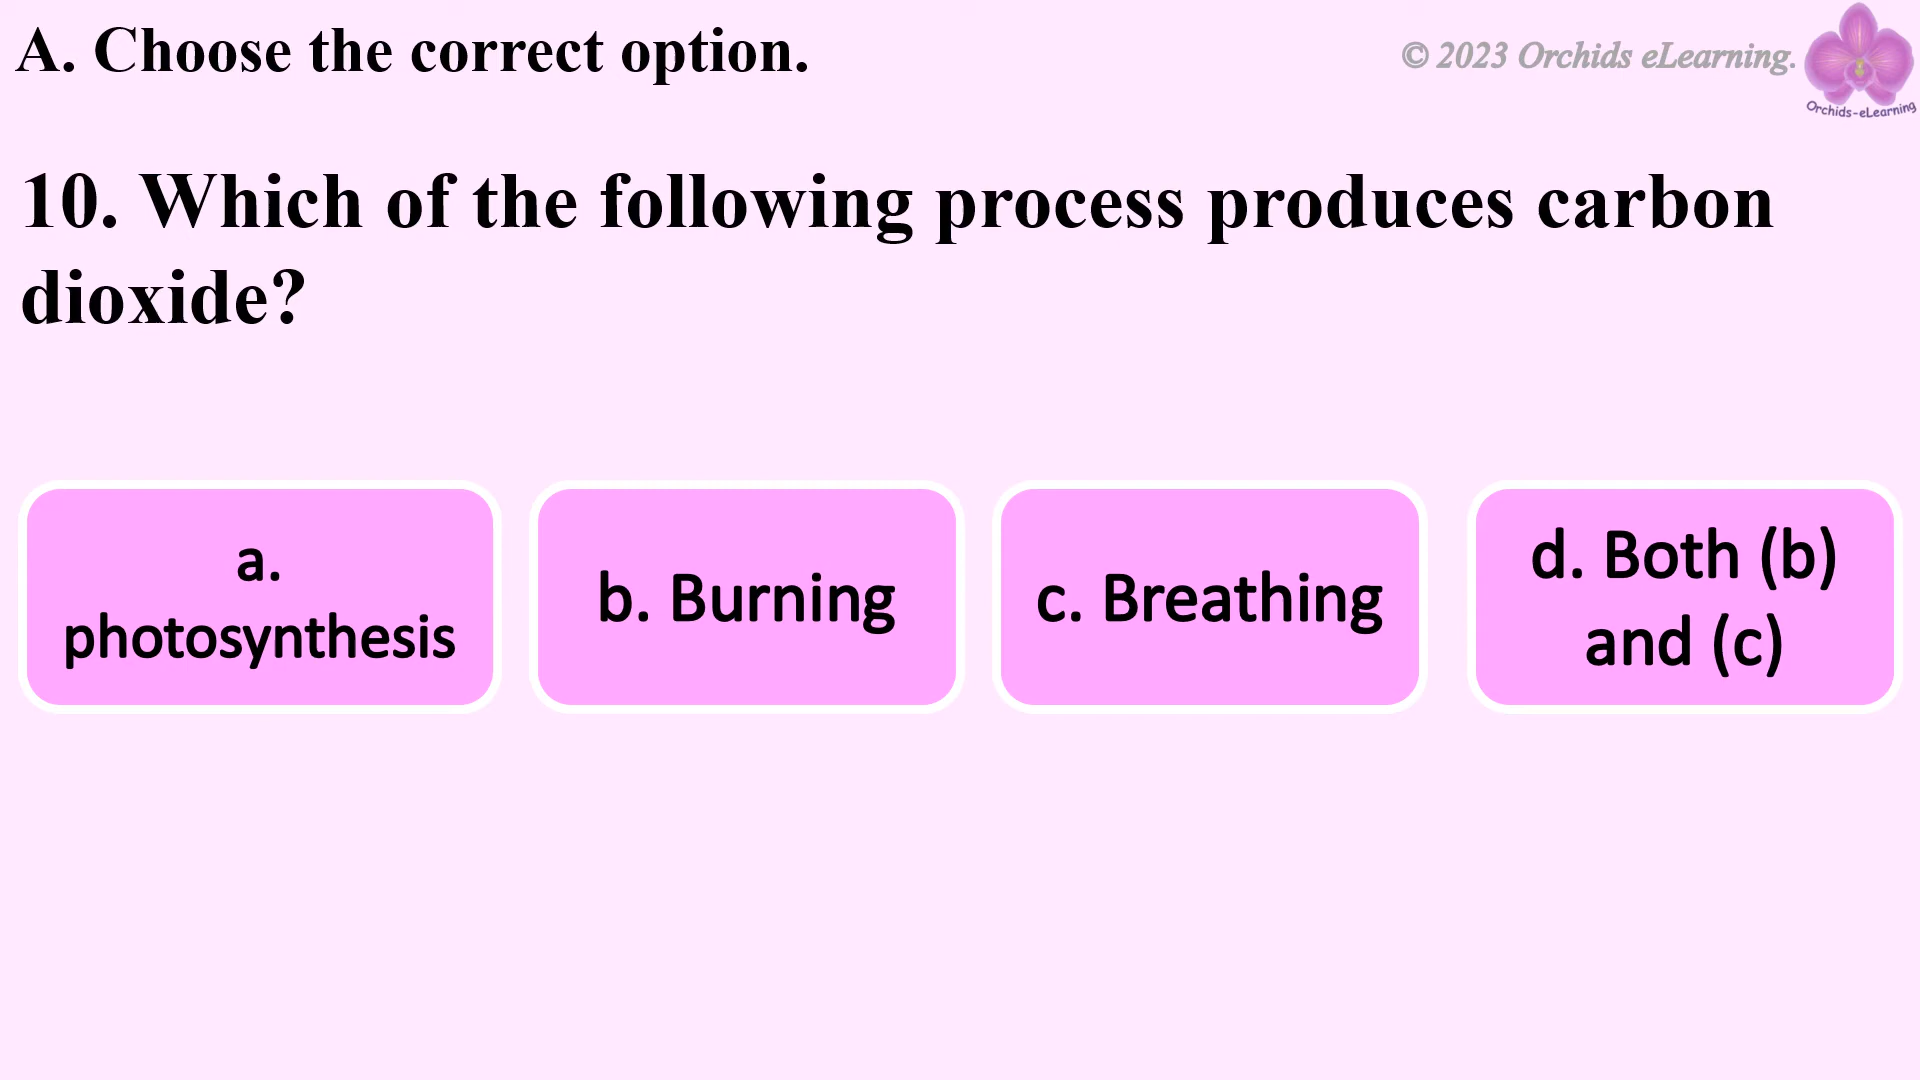 A. Choose the correct option.
© 2023 Orchids eLearning.
Orchids-eLearning
10. Which of the following process produces carbon
dioxide?
a.
photosynthesis
b. Burning
c. Breathing
d. Both (b)
and (c)